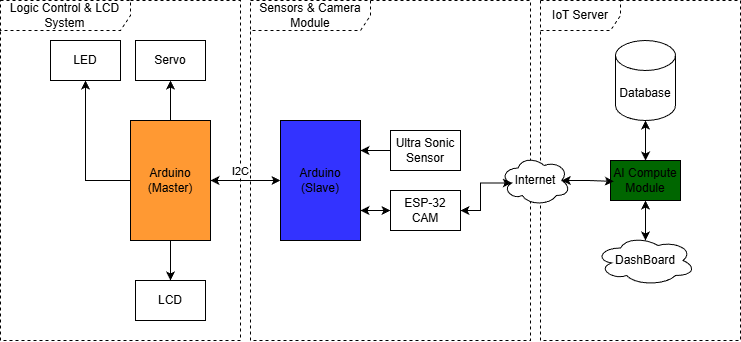 Logic Control & LCD
System
Sensors & Camera
Module
IoT Server
LED
Servo
Database
Arduino
(Master)
I2C
Arduino
(Slave)
Ultra Sonic
Sensor
ESP-32
CAM
Internet
AI Compute
Module
DashBoard
LCD